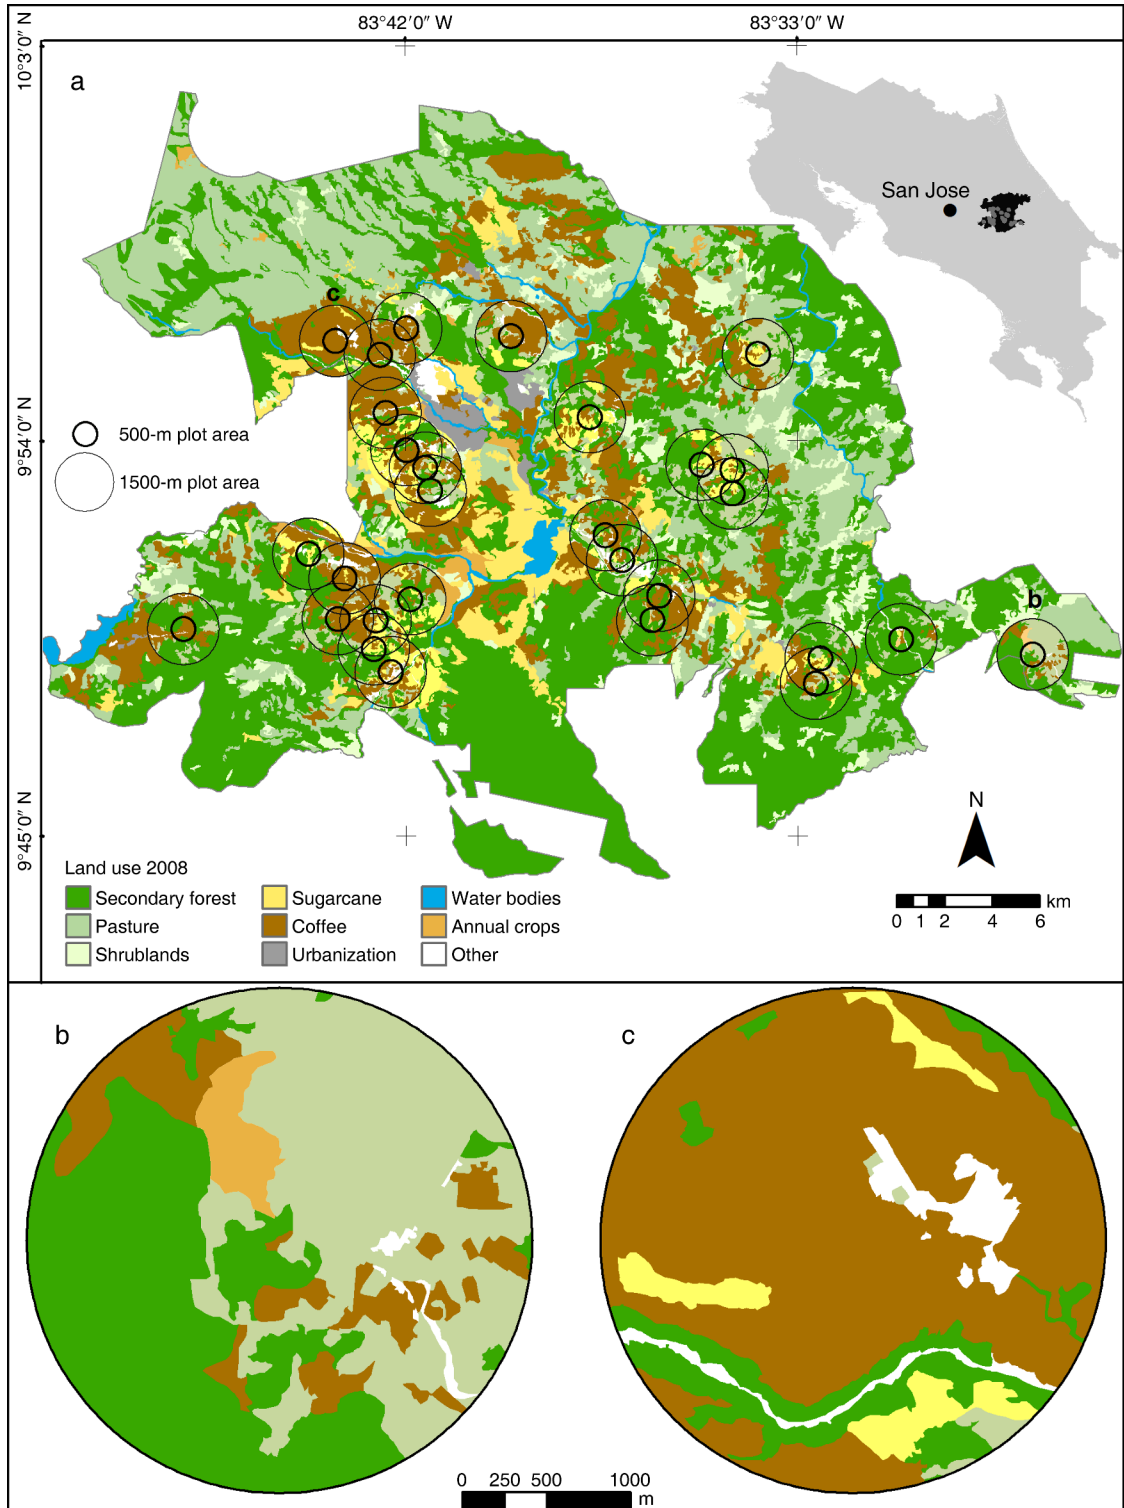 83°42′0″ W
83°33′0″ W
10°3′0″ N
a
San Jose
c
9°54′0″ N
500-m plot area
1500-m plot area
b
N
9°45′0″ N
Land use 2008
Secondary forest
Sugarcane
Water bodies
Pasture
Coffee
Annual crops
Shrublands
Urbanization
Other
km
0 1 2 4 6
b
c
0 250 500 1000
m